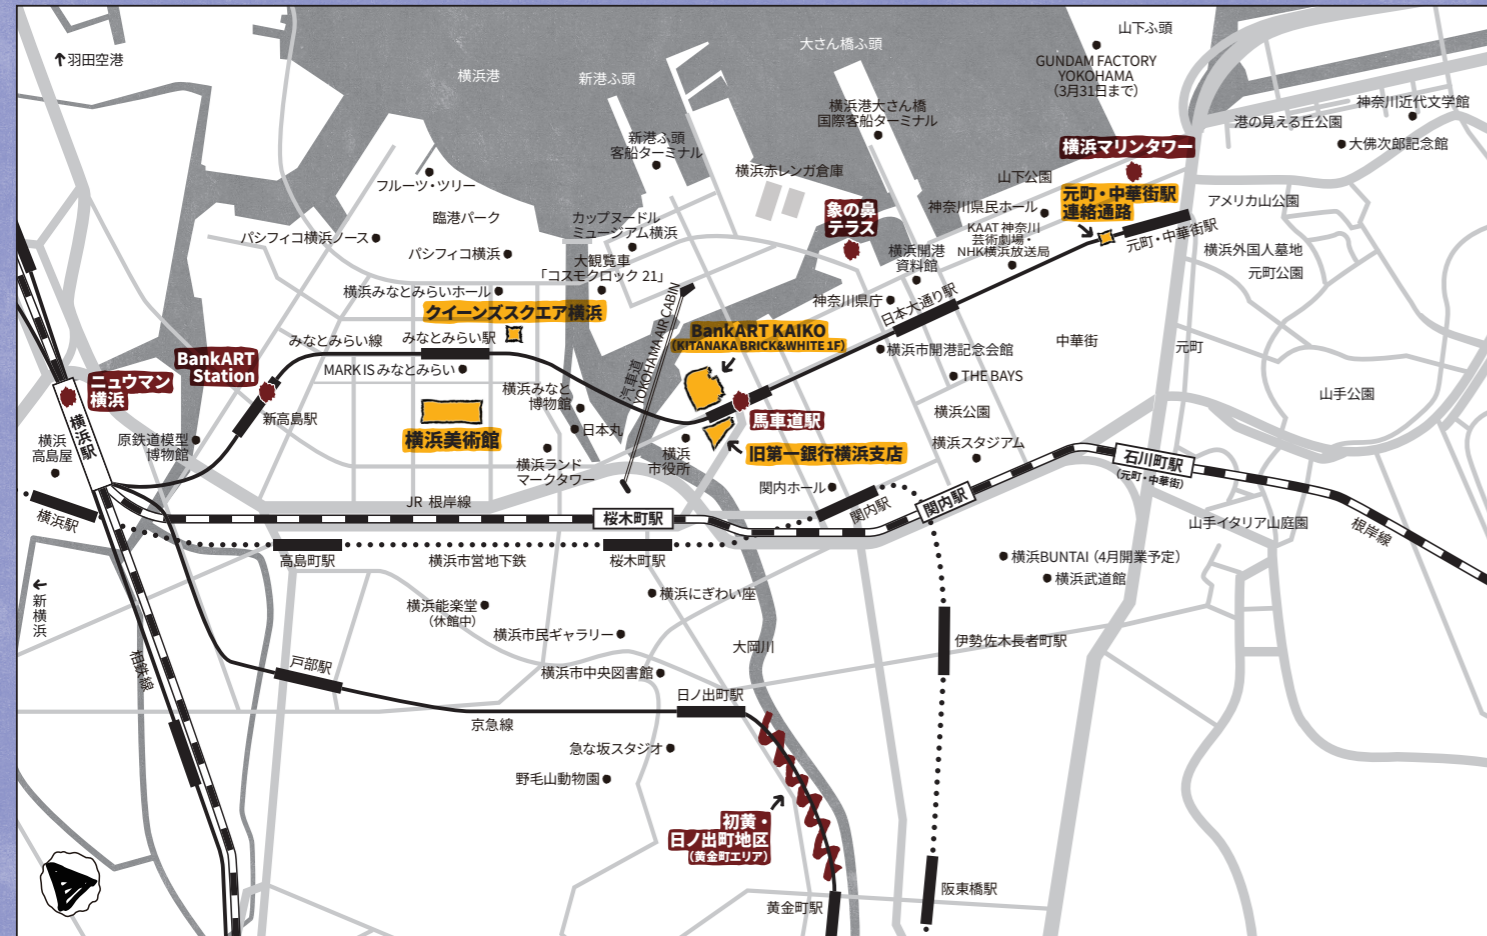 ↑羽田空港
横浜港
新港ふ頭
大さん橋ふ頭
山下ふ頭
GUNDAM FACTORY
YOKOHAMA
（3月31日まで）
神奈川近代文学館
港の見える丘公園
大佛次郎記念館
横浜港大さん橋
国際客船ターミナル
新港ふ頭
客船ターミナル
横浜マリンタワー
横浜赤レンガ倉庫
山下公園
フルーツ・ツリー
元町・中華街駅
連絡通路
アメリカ山公園
神奈川県民ホール
象の鼻
テラス
臨港パーク
カップヌードル
ミュージアム横浜
KAAT 神奈川
芸術劇場・
NHK横浜放送局
元町・中華街駅
パシフィコ横浜ノース
パシフィコ横浜
横浜開港
資料館
横浜外国人墓地
元町公園
大観覧車
「コスモクロック 21」
横浜みなとみらいホール
神奈川県庁
日本大通り駅
クイーンズスクエア横浜
BankART KAIKO
（KITANAKA BRICK&WHITE 1F）
みなとみらい線
みなとみらい駅
汽車道
YOKOHAMA AIR CABIN
横浜市開港記念会館
中華街
元町
BankART
Station
MARK IS みなとみらい
THE BAYS
ニュウマン
横浜
横浜みなと
博物館
山手公園
横浜駅
新高島駅
横浜美術館
日本丸
馬車道駅
横浜公園
横浜
高島屋
原鉄道模型
博物館
横浜ランド
マークタワー
横浜
市役所
旧第一銀行横浜支店
横浜スタジアム
石川町駅
（元町・中華街）
関内ホール
関内駅
関内駅
横浜駅
JR 根岸線
桜木町駅
山手イタリア山庭園
根岸線
高島町駅
横浜市営地下鉄
桜木町駅
横浜BUNTAI（4月開業予定）
横浜武道館
←新横浜
横浜能楽堂
（休館中）
横浜にぎわい座
横浜市民ギャラリー
大岡川
伊勢佐木長者町駅
相鉄線
戸部駅
横浜市中央図書館
日ノ出町駅
京急線
急な坂スタジオ
野毛山動物園
初黄・
日ノ出町地区
（黄金町エリア）
黄金町駅
阪東橋駅